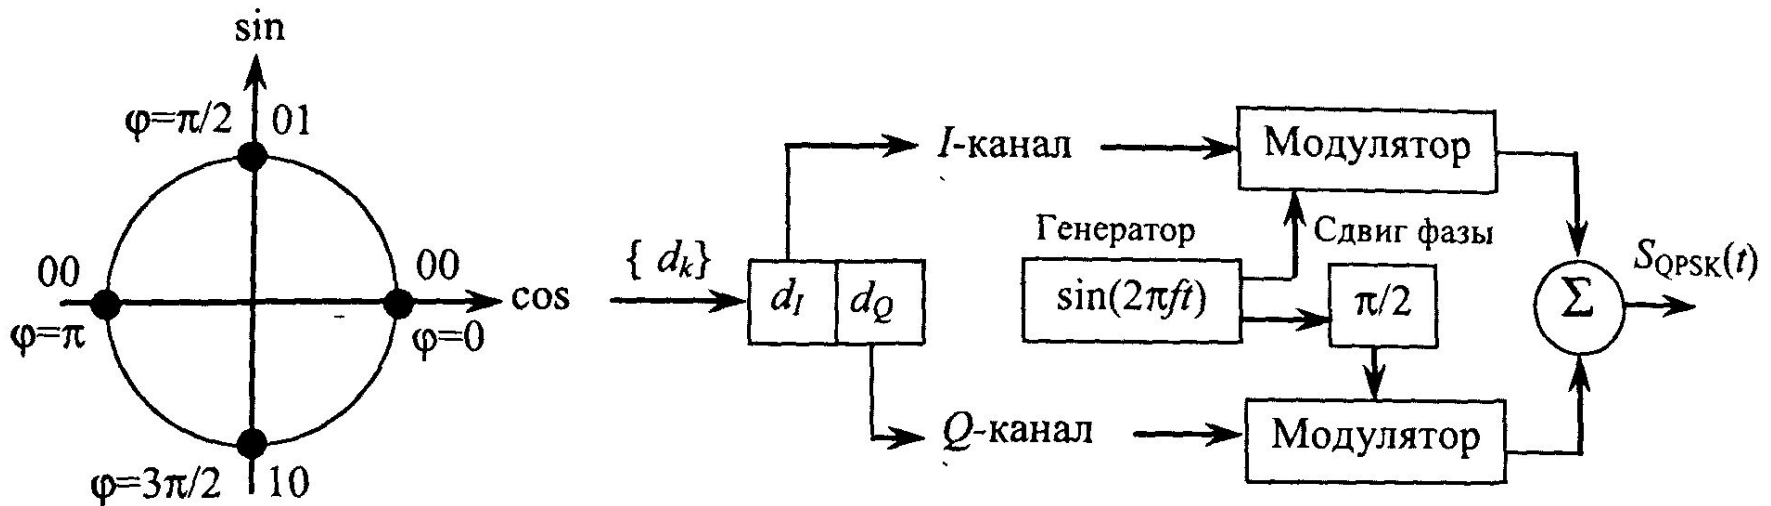 sin
φ=π/2 01
00 00
cos
φ=π φ=0
φ=3π/2 10
{ dₖ}
d_I d_Q
I-канал
Модулятор
Генератор
Сдвиг фазы
sin(2πft)
π/2
Σ
S_QPSK(t)
Q-канал
Модулятор